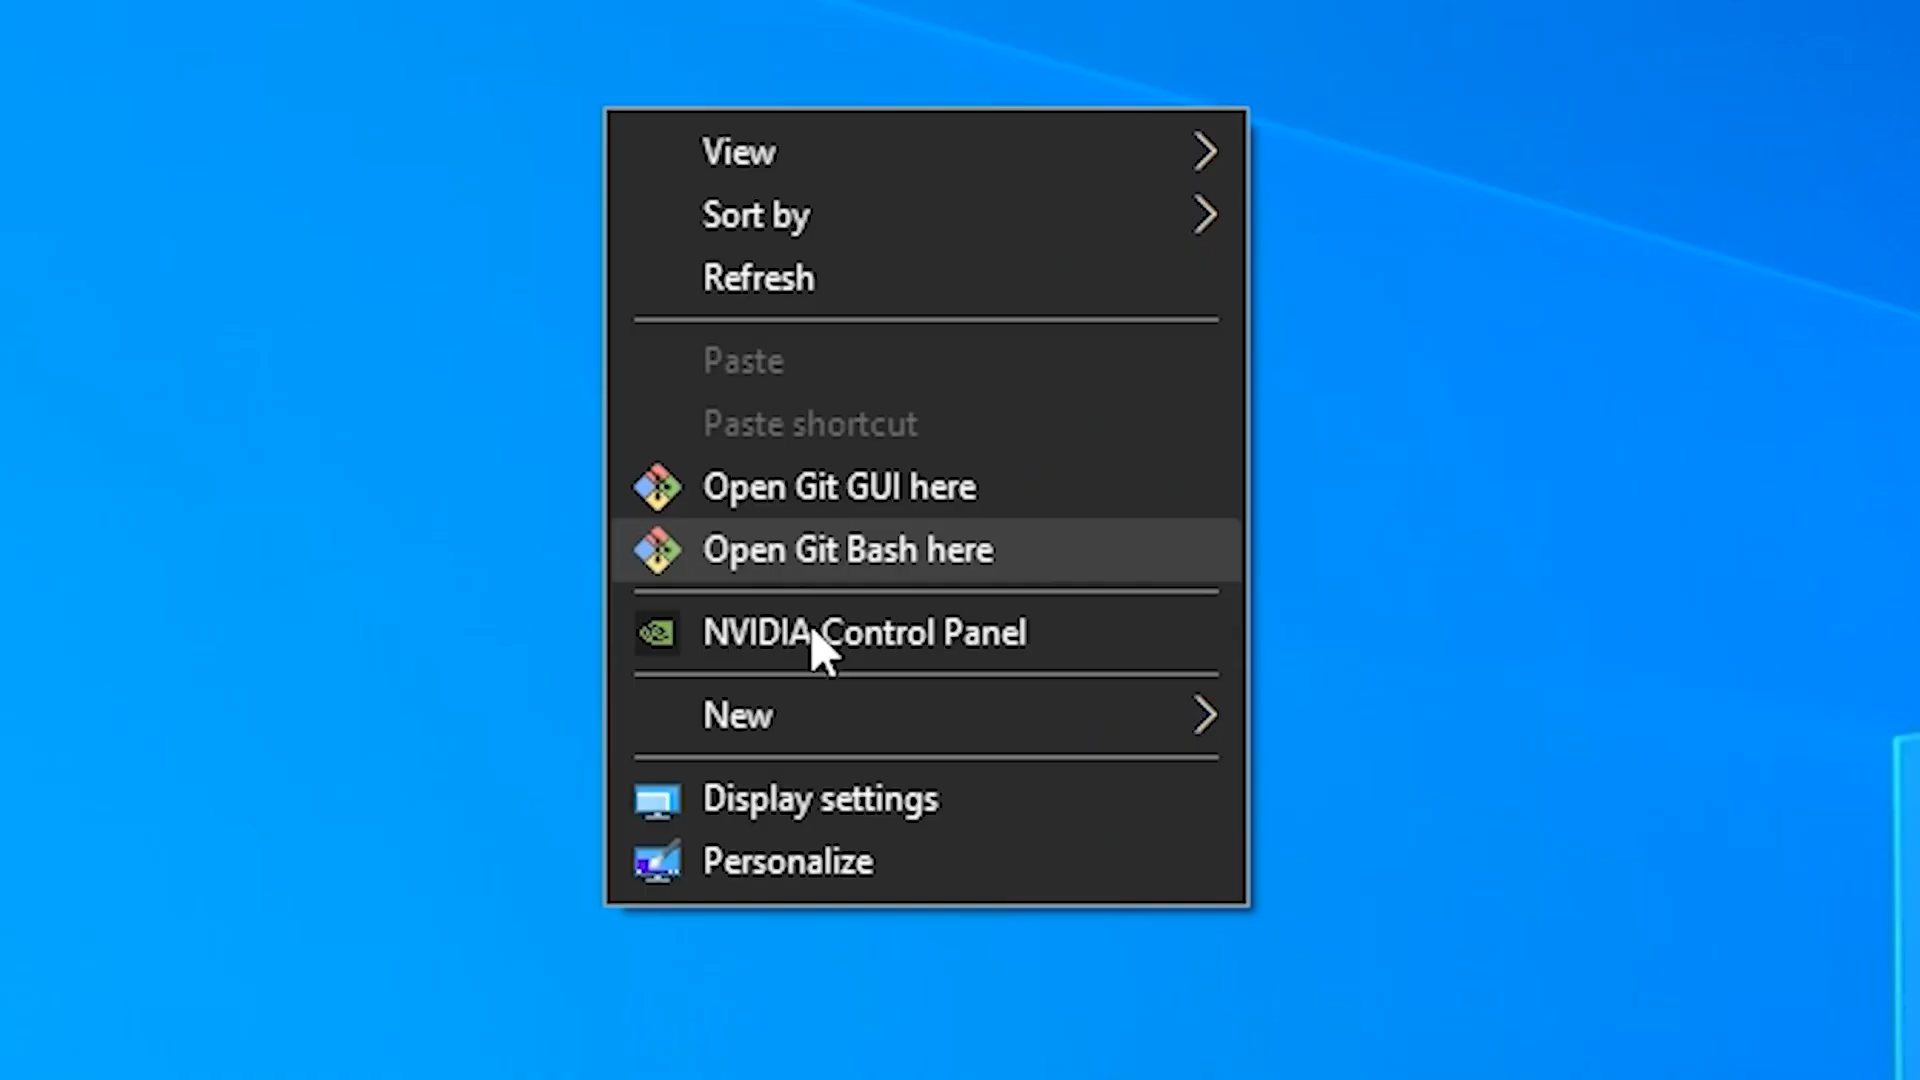 View
Sort by
Refresh
Paste
Paste shortcut
Open Git GUI here
Open Git Bash here
NVIDIA Control Panel
New
Display settings
Personalize